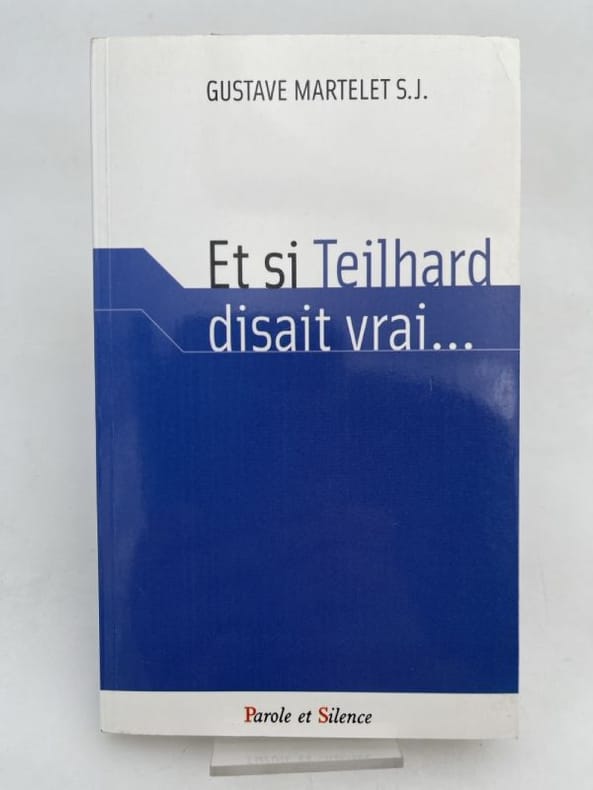 GUSTAVE MARTELET S.J.
Et si Teilhard
disait vrai...
Parole et Silence